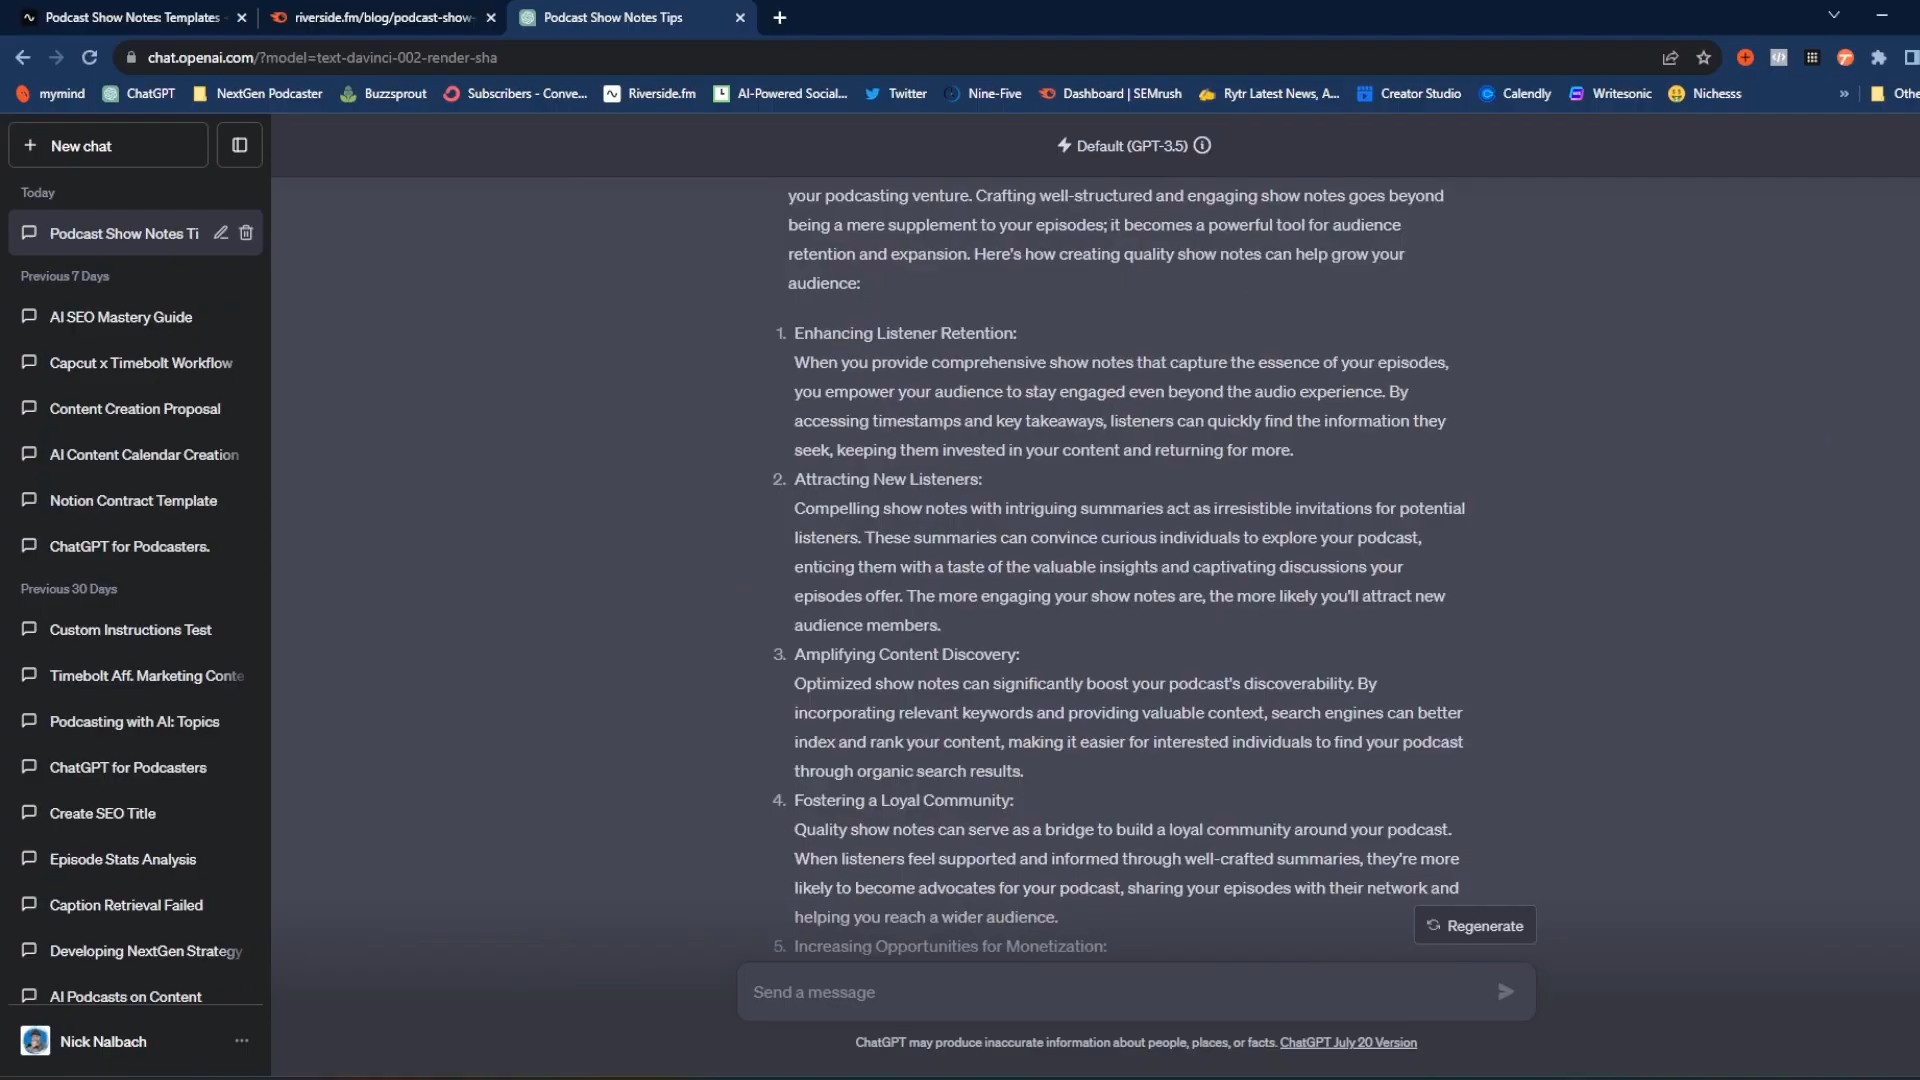 Podcast Show Notes: Templates
riverside.fm/blog/podcast-show-
Podcast Show Notes Tips
chat.openai.com/?model=text-davinci-002-render-sha
mymind
ChatGPT
NextGen Podcaster
Buzzsprout
Subscribers - Conve...
Riverside.fm
AI-Powered Social...
Twitter
Nine-Five
Dashboard | SEMrush
Rytr Latest News, A...
Creator Studio
Calendly
Writesonic
Nichesss
»
Othe
+ New chat
Today
Podcast Show Notes Ti
Previous 7 Days
AI SEO Mastery Guide
Capcut x Timebolt Workflow
Content Creation Proposal
AI Content Calendar Creation
Notion Contract Template
ChatGPT for Podcasters.
Previous 30 Days
Custom Instructions Test
Timebolt Aff. Marketing Conte
Podcasting with AI: Topics
ChatGPT for Podcasters
Create SEO Title
Episode Stats Analysis
Caption Retrieval Failed
Developing NextGen Strategy
AI Podcasts on Content
Nick Nalbach
Default (GPT-3.5)
your podcasting venture. Crafting well-structured and engaging show notes goes beyond
being a mere supplement to your episodes; it becomes a powerful tool for audience
retention and expansion. Here's how creating quality show notes can help grow your
audience:
1. Enhancing Listener Retention:
When you provide comprehensive show notes that capture the essence of your episodes,
you empower your audience to stay engaged even beyond the audio experience. By
accessing timestamps and key takeaways, listeners can quickly find the information they
seek, keeping them invested in your content and returning for more.
2. Attracting New Listeners:
Compelling show notes with intriguing summaries act as irresistible invitations for potential
listeners. These summaries can convince curious individuals to explore your podcast,
enticing them with a taste of the valuable insights and captivating discussions your
episodes offer. The more engaging your show notes are, the more likely you'll attract new
audience members.
3. Amplifying Content Discovery:
Optimized show notes can significantly boost your podcast's discoverability. By
incorporating relevant keywords and providing valuable context, search engines can better
index and rank your content, making it easier for interested individuals to find your podcast
through organic search results.
4. Fostering a Loyal Community:
Quality show notes can serve as a bridge to build a loyal community around your podcast.
When listeners feel supported and informed through well-crafted summaries, they're more
likely to become advocates for your podcast, sharing your episodes with their network and
helping you reach a wider audience.
5. Increasing Opportunities for Monetization:
Regenerate
Send a message
ChatGPT may produce inaccurate information about people, places, or facts. ChatGPT July 20 Version